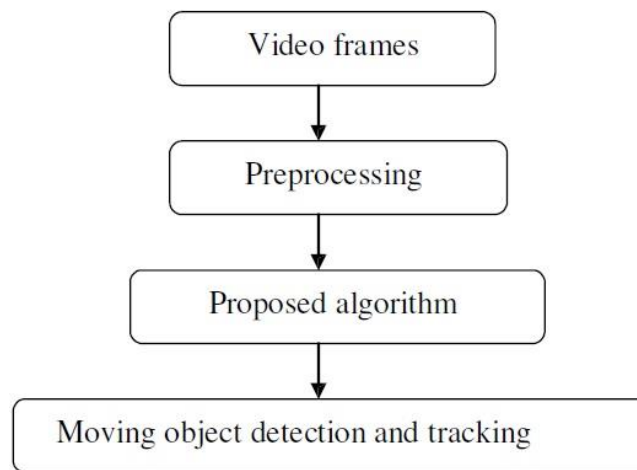 Video frames
Preprocessing
Proposed algorithm
Moving object detection and tracking